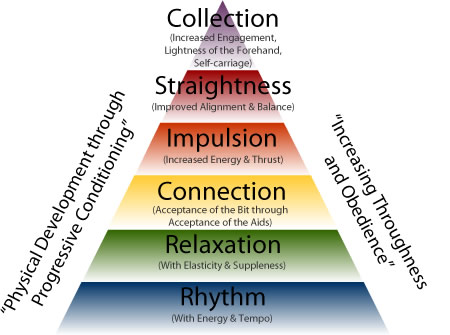 Collection
(Increased Engagement,
Lightness of the Forehand,
Self-carriage)
Straightness
(Improved Alignment & Balance)
Impulsion
(Increased Energy & Thrust)
Connection
(Acceptance of the Bit through
Acceptance of the Aids)
Relaxation
(With Elasticity & Suppleness)
Rhythm
(With Energy & Tempo)
"Physical Development through
Progressive Conditioning"
"Increasing Throughness
and Obedience"